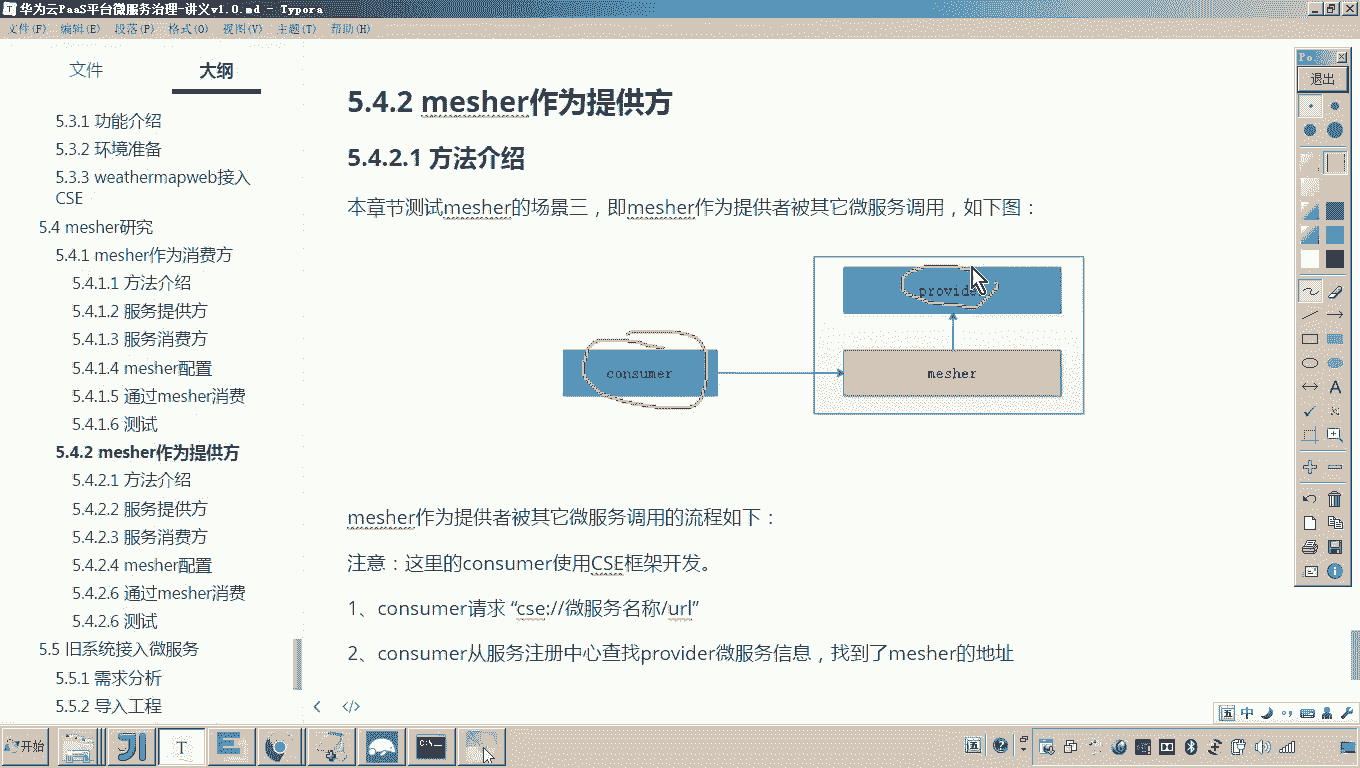 华为云PaaS平台微服务治理-讲义v1.0.md - Typora
文件(F) 编辑(E) 段落(P) 格式(O) 视图(V) 主题(T) 帮助(H)
文件 大纲
5.3.1 功能介绍
5.3.2 环境准备
5.3.3 weathermapweb接入
CSE
5.4 mesher研究
5.4.1 mesher作为消费方
5.4.1.1 方法介绍
5.4.1.2 服务提供方
5.4.1.3 服务消费方
5.4.1.4 mesher配置
5.4.1.5 通过mesher消费
5.4.1.6 测试
5.4.2 mesher作为提供方
5.4.2.1 方法介绍
5.4.2.2 服务提供方
5.4.2.3 服务消费方
5.4.2.4 mesher配置
5.4.2.6 通过mesher消费
5.4.2.6 测试
5.5 旧系统接入微服务
5.5.1 需求分析
5.5.2 导入工程
5.4.2 mesher作为提供方
5.4.2.1 方法介绍
本章节测试mesher的场景三，即mesher作为提供者被其它微服务调用，如下图：
provider
consumer
mesher
mesher作为提供者被其它微服务调用的流程如下：
注意：这里的consumer使用CSE框架开发。
1、consumer请求 “cse://微服务名称/url”
2、consumer从服务注册中心查找provider微服务信息，找到了mesher的地址
退出
A
五 中
开始
T
五